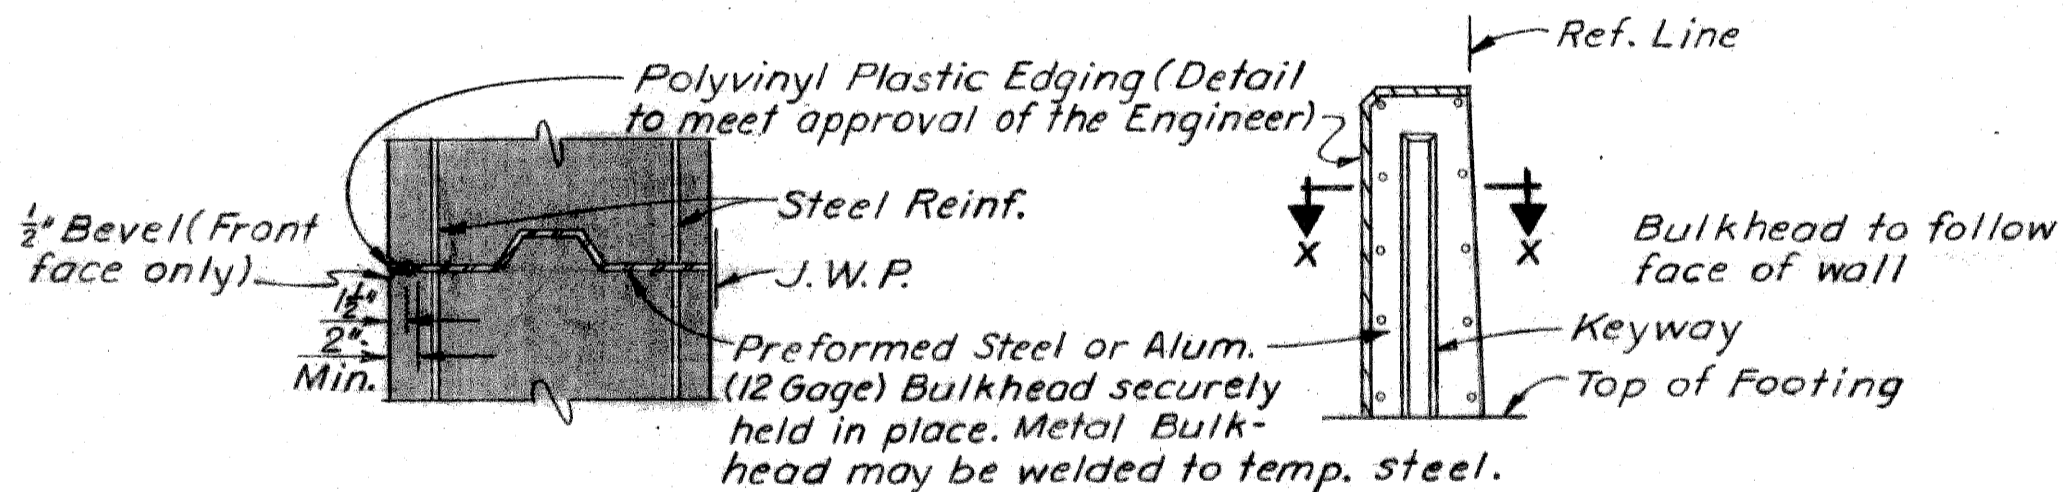 Ref. Line
Polyvinyl Plastic Edging (Detail
to meet approval of the Engineer)
Steel Reinf.
½" Bevel (Front
face only)
J.W.P.
1½"
2"
Min.
Preformed Steel or Alum.
(12 Gage) Bulkhead securely
held in place. Metal Bulk-
head may be welded to temp. steel.
X
X
Bulkhead to follow
face of wall
Keyway
Top of Footing